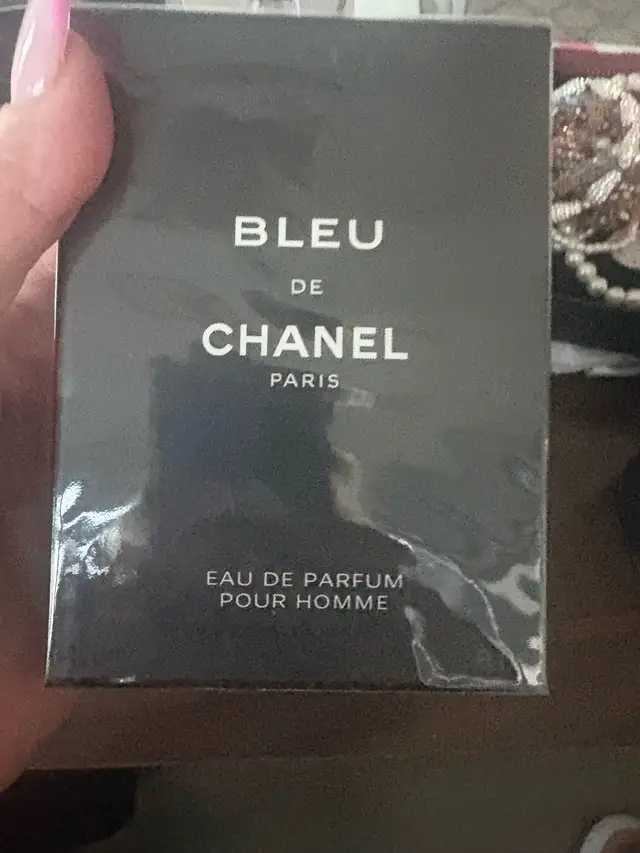 BLEU
DE
CHANEL
PARIS
EAU DE PARFUM
POUR HOMME